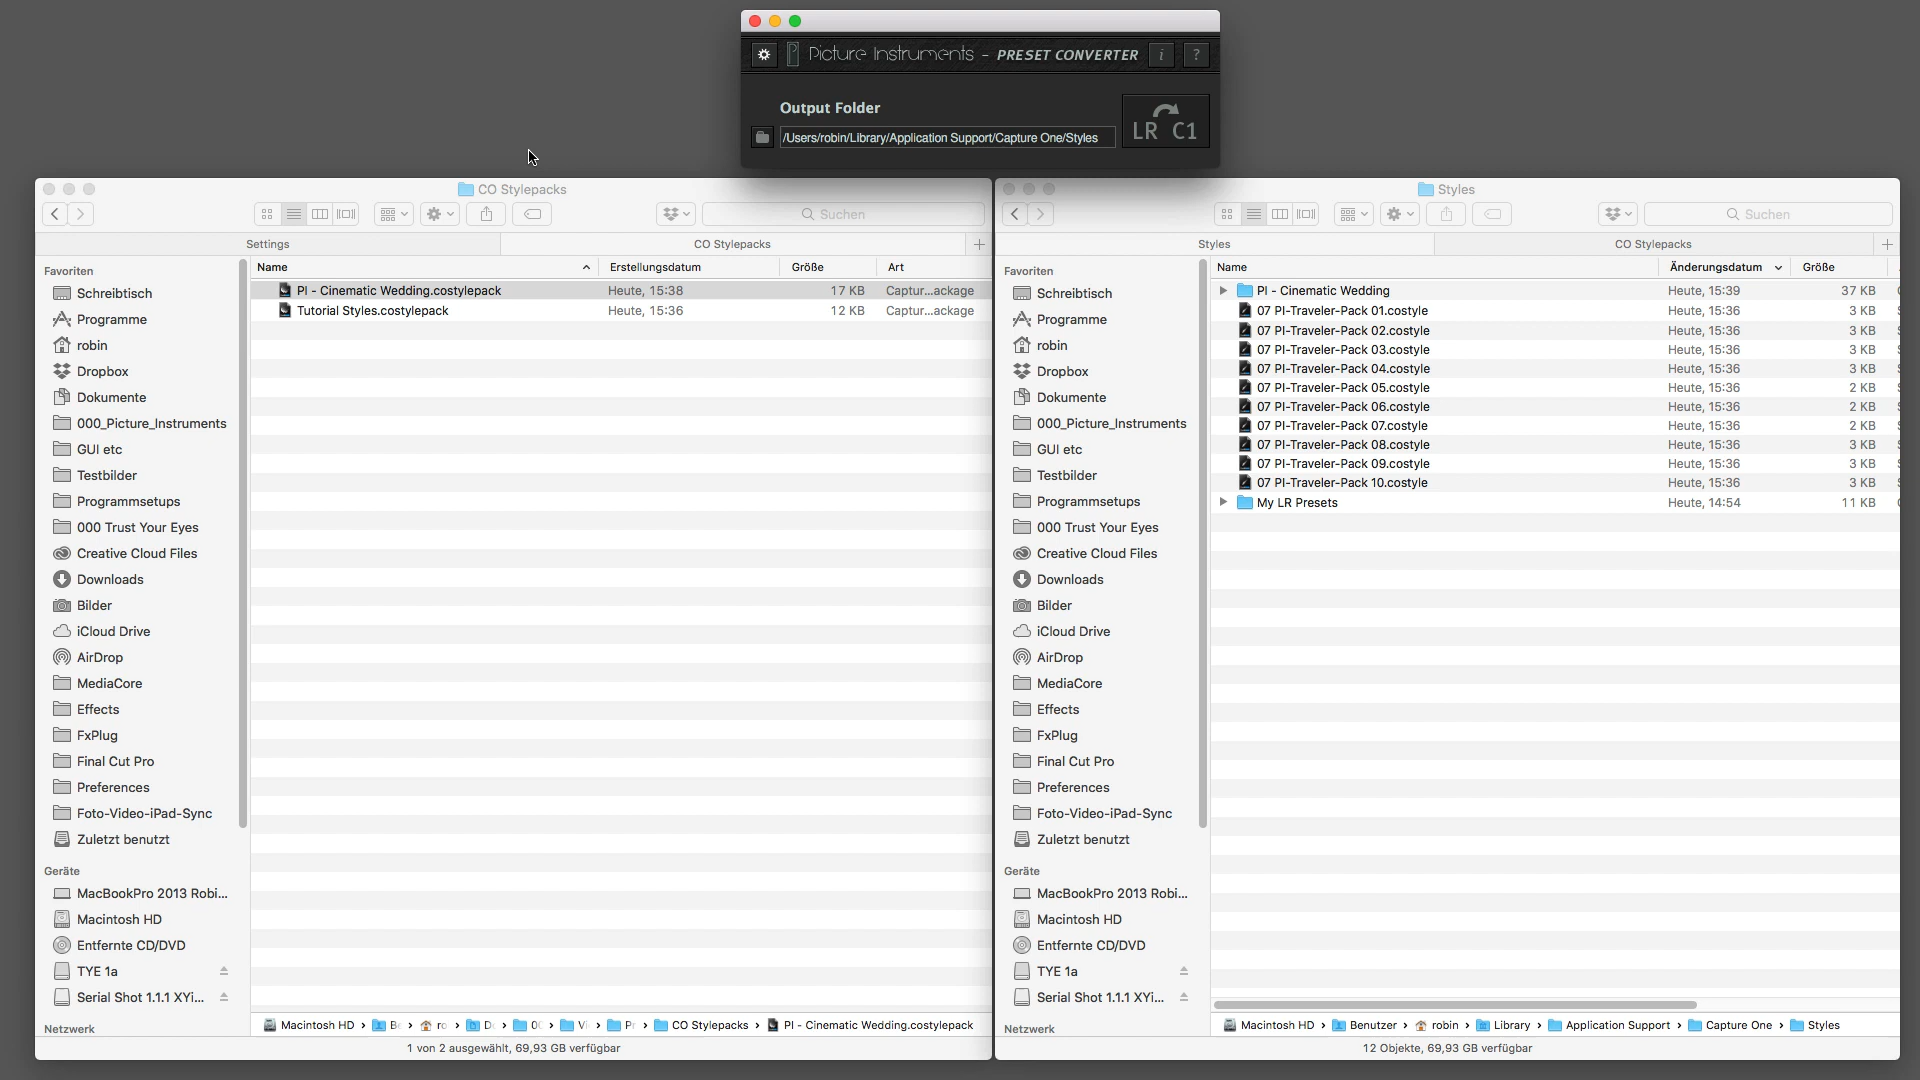 Picture Instruments - PRESET CONVERTER i ?
Output Folder
/Users/robin/Library/Application Support/Capture One/Styles
LR C1
CO Stylepacks
Suchen
Settings
CO Stylepacks
Name
Erstellungsdatum
Größe
Art
PI - Cinematic Wedding.costylepack Heute, 15:38 17 KB Captur...ackage
Tutorial Styles.costylepack Heute, 15:36 12 KB Captur...ackage
Favoriten
Schreibtisch
Programme
robin
Dropbox
Dokumente
000_Picture_Instruments
GUI etc
Testbilder
Programmsetups
000 Trust Your Eyes
Creative Cloud Files
Downloads
Bilder
iCloud Drive
AirDrop
MediaCore
Effects
FxPlug
Final Cut Pro
Preferences
Foto-Video-iPad-Sync
Zuletzt benutzt
Geräte
MacBookPro 2013 Robi...
Macintosh HD
Entfernte CD/DVD
TYE 1a
Serial Shot 1.1.1 XYi...
Netzwerk
Macintosh HD › › ro › › › › › CO Stylepacks › PI - Cinematic Wedding.costylepack
1 von 2 ausgewählt, 69,93 GB verfügbar
Styles
Suchen
Styles
CO Stylepacks
Name
Änderungsdatum
Größe
PI - Cinematic Wedding Heute, 15:39 37 KB
07 PI-Traveler-Pack 01.costyle Heute, 15:36 3 KB
07 PI-Traveler-Pack 02.costyle Heute, 15:36 3 KB
07 PI-Traveler-Pack 03.costyle Heute, 15:36 3 KB
07 PI-Traveler-Pack 04.costyle Heute, 15:36 3 KB
07 PI-Traveler-Pack 05.costyle Heute, 15:36 2 KB
07 PI-Traveler-Pack 06.costyle Heute, 15:36 2 KB
07 PI-Traveler-Pack 07.costyle Heute, 15:36 2 KB
07 PI-Traveler-Pack 08.costyle Heute, 15:36 3 KB
07 PI-Traveler-Pack 09.costyle Heute, 15:36 3 KB
07 PI-Traveler-Pack 10.costyle Heute, 15:36 3 KB
My LR Presets Heute, 14:54 11 KB
Favoriten
Schreibtisch
Programme
robin
Dropbox
Dokumente
000_Picture_Instruments
GUI etc
Testbilder
Programmsetups
000 Trust Your Eyes
Creative Cloud Files
Downloads
Bilder
iCloud Drive
AirDrop
MediaCore
Effects
FxPlug
Final Cut Pro
Preferences
Foto-Video-iPad-Sync
Zuletzt benutzt
Geräte
MacBookPro 2013 Robi...
Macintosh HD
Entfernte CD/DVD
TYE 1a
Serial Shot 1.1.1 XYi...
Netzwerk
Macintosh HD › Benutzer › robin › Library › Application Support › Capture One › Styles
12 Objekte, 69,93 GB verfügbar